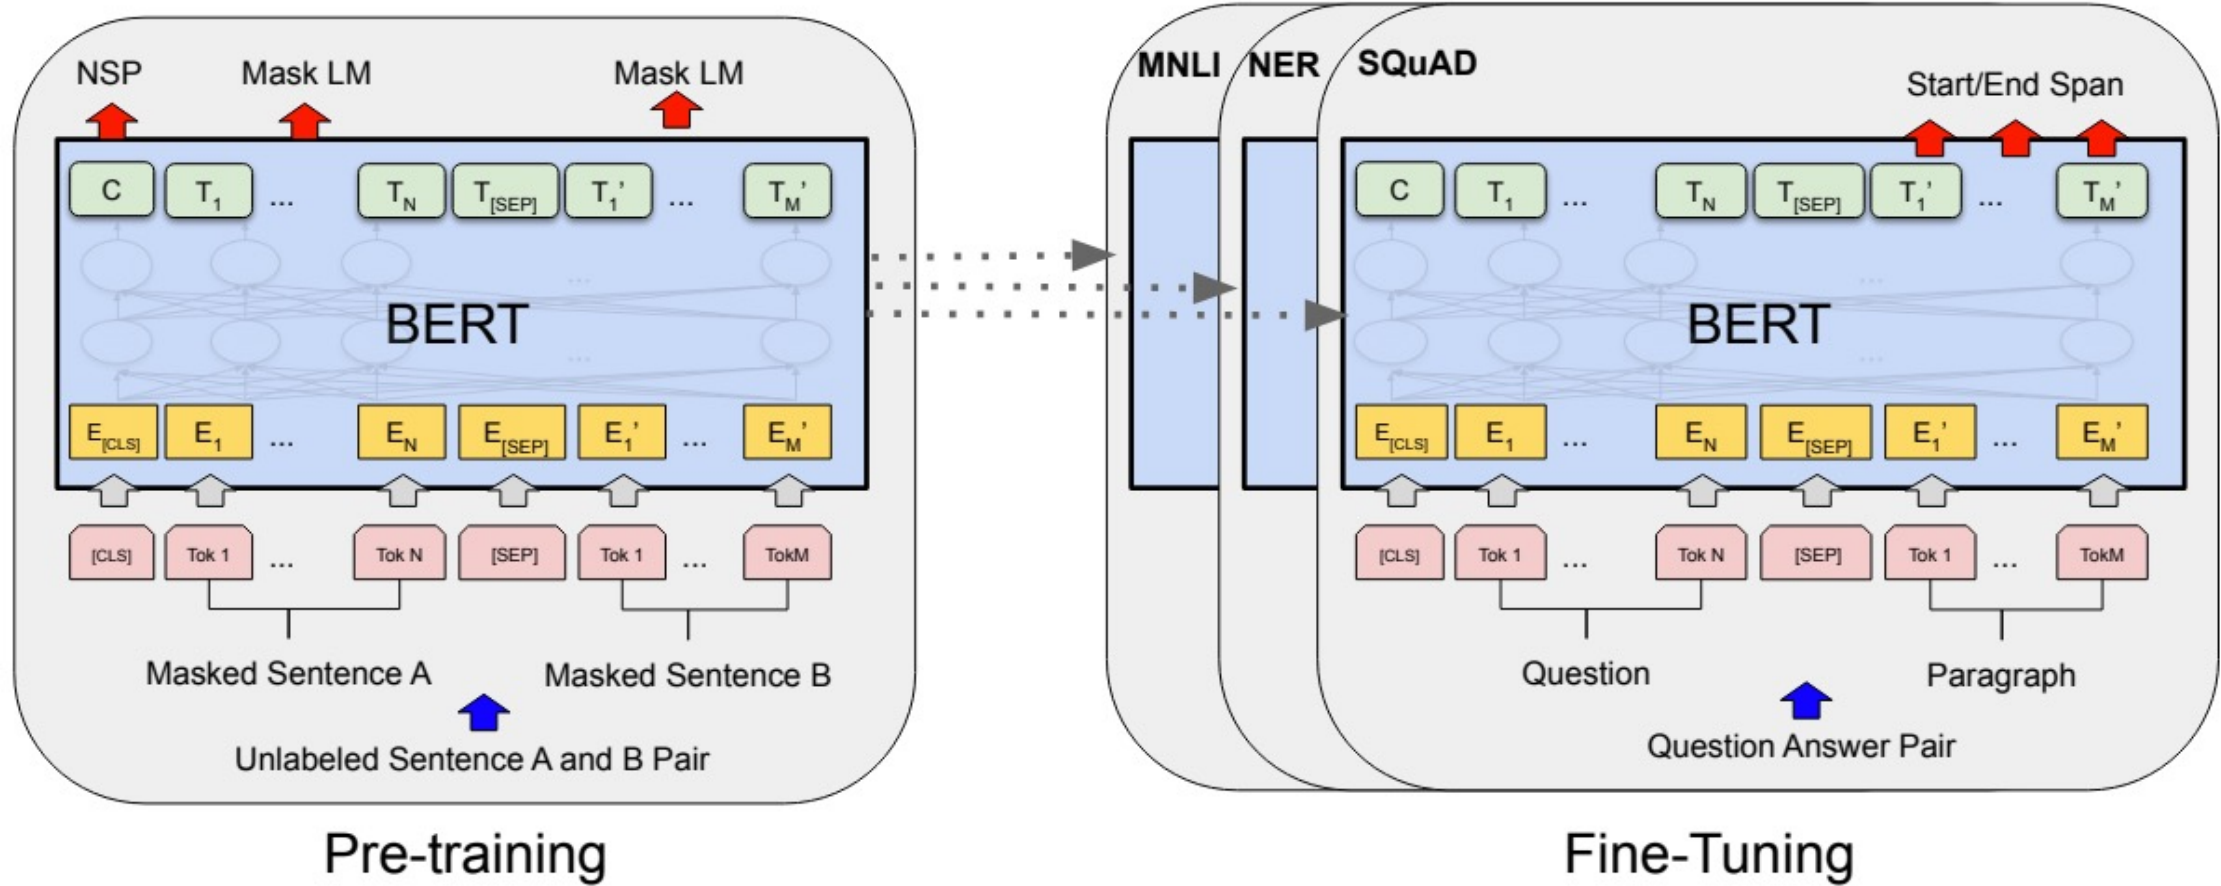 NSP Mask LM Mask LM
C T1 ... TN T[SEP] T1' ... TM'
...
BERT
...
E[CLS] E1 ... EN E[SEP] E1' ... EM'
[CLS] Tok 1 ... Tok N [SEP] Tok 1 ... TokM
Masked Sentence A Masked Sentence B
Unlabeled Sentence A and B Pair
Pre-training
MNLI NER SQuAD
Start/End Span
C T1 ... TN T[SEP] T1' ... TM'
...
BERT
...
E[CLS] E1 ... EN E[SEP] E1' ... EM'
[CLS] Tok 1 ... Tok N [SEP] Tok 1 ... TokM
Question Paragraph
Question Answer Pair
Fine-Tuning